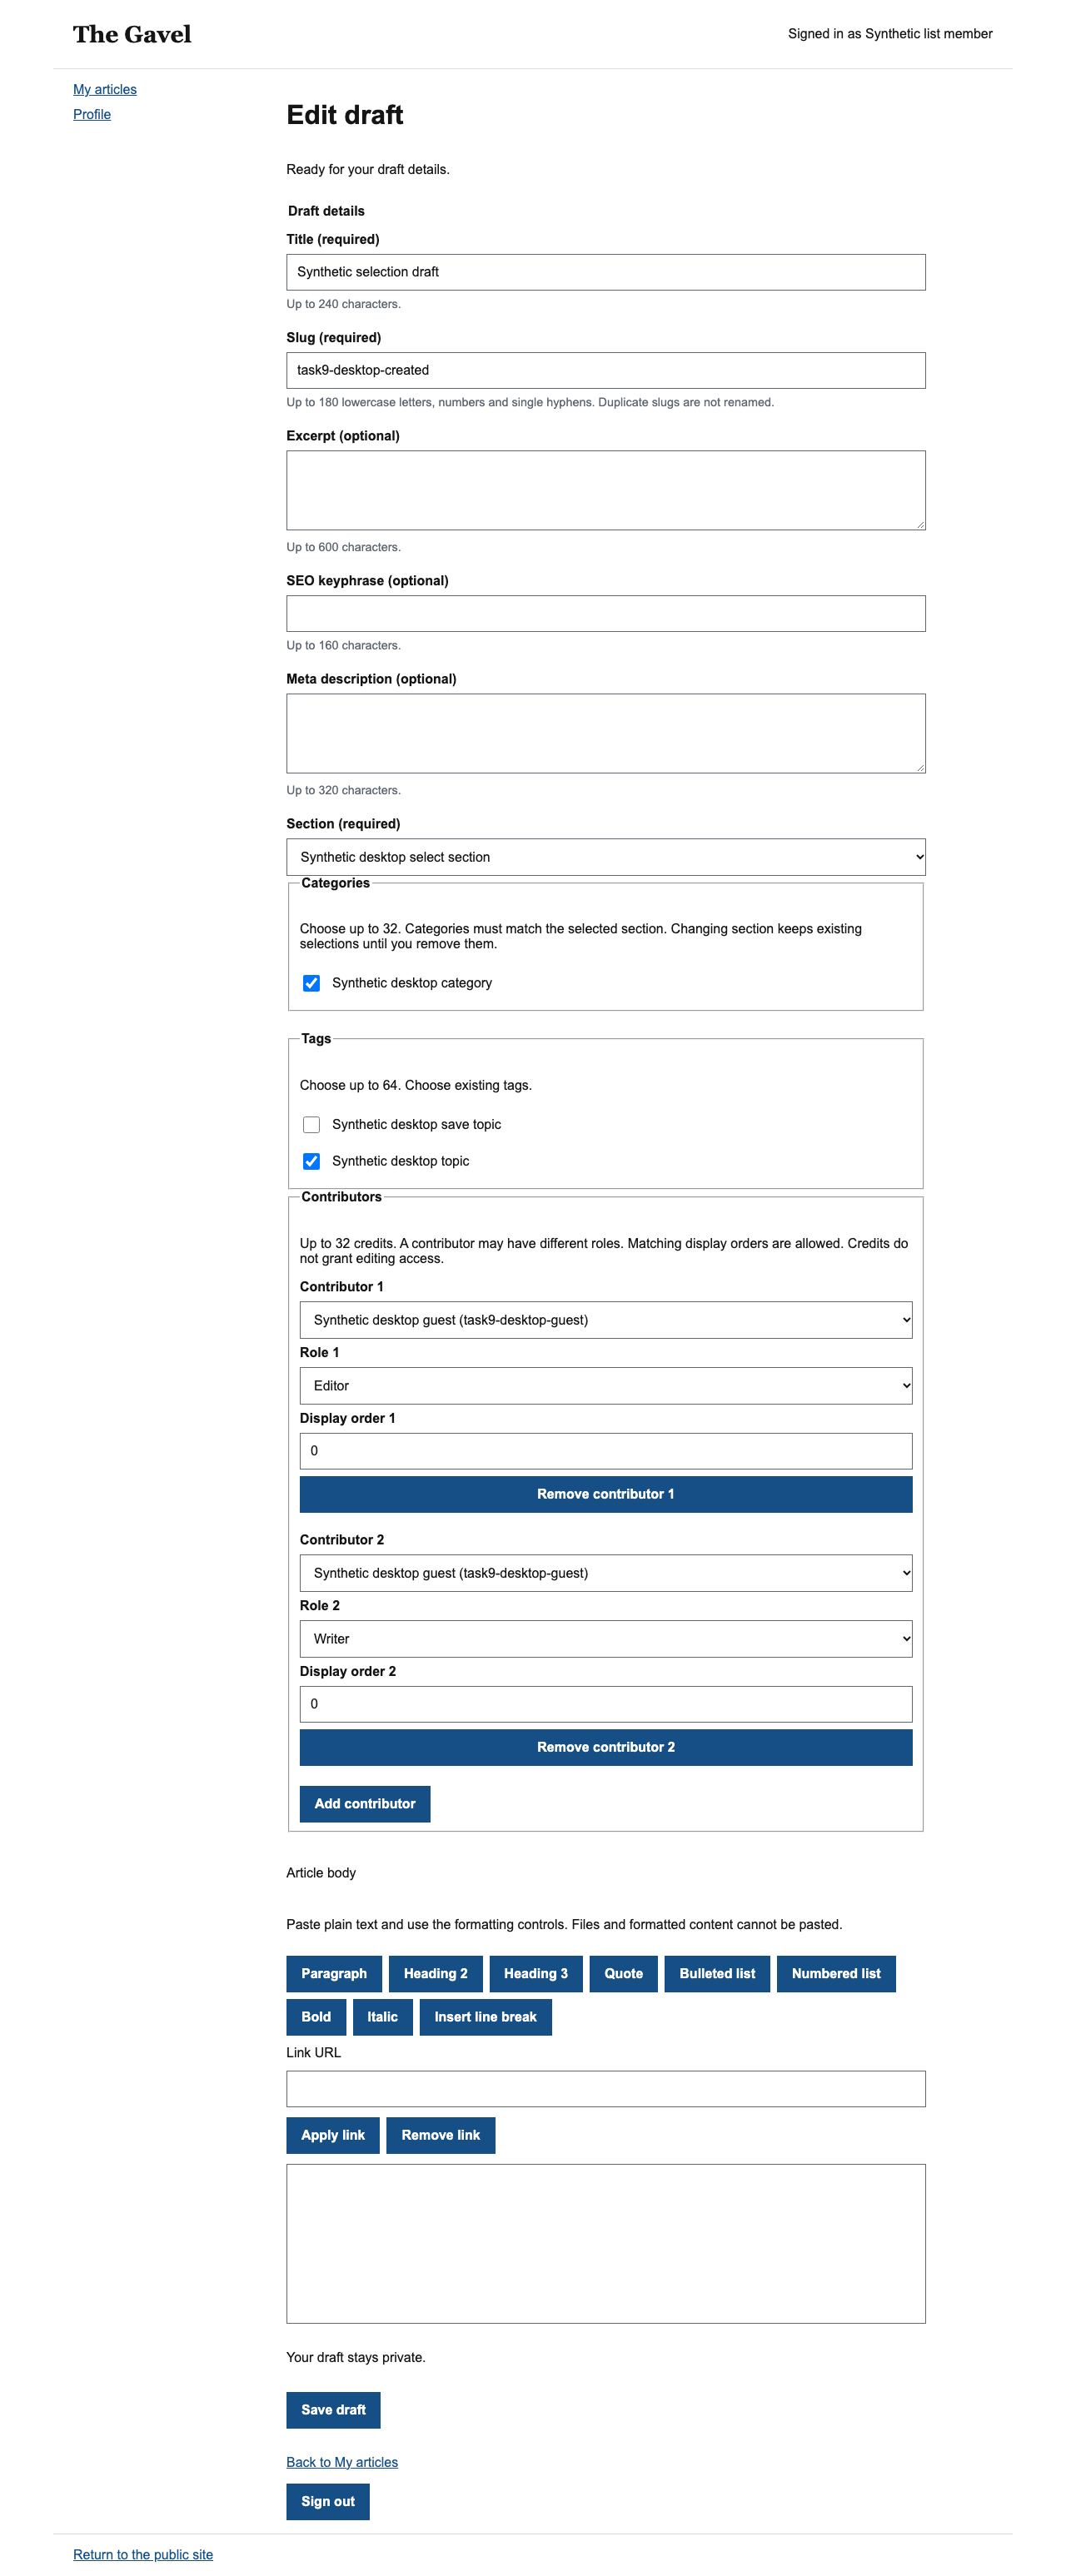 The Gavel
Signed in as Synthetic list member
My articles
Profile
Edit draft
Ready for your draft details.
Draft details
Title (required)
Synthetic selection draft
Up to 240 characters.
Slug (required)
task9-desktop-created
Up to 180 lowercase letters, numbers and single hyphens. Duplicate slugs are not renamed.
Excerpt (optional)
Up to 600 characters.
SEO keyphrase (optional)
Up to 160 characters.
Meta description (optional)
Up to 320 characters.
Section (required)
Synthetic desktop select section
Categories
Choose up to 32. Categories must match the selected section. Changing section keeps existing
selections until you remove them.
Synthetic desktop category
Tags
Choose up to 64. Choose existing tags.
Synthetic desktop save topic
Synthetic desktop topic
Contributors
Up to 32 credits. A contributor may have different roles. Matching display orders are allowed. Credits do
not grant editing access.
Contributor 1
Synthetic desktop guest (task9-desktop-guest)
Role 1
Editor
Display order 1
0
Remove contributor 1
Contributor 2
Synthetic desktop guest (task9-desktop-guest)
Role 2
Writer
Display order 2
0
Remove contributor 2
Add contributor
Article body
Paste plain text and use the formatting controls. Files and formatted content cannot be pasted.
Paragraph Heading 2 Heading 3 Quote Bulleted list Numbered list
Bold Italic Insert line break
Link URL
Apply link Remove link
Your draft stays private.
Save draft
Back to My articles
Sign out
Return to the public site